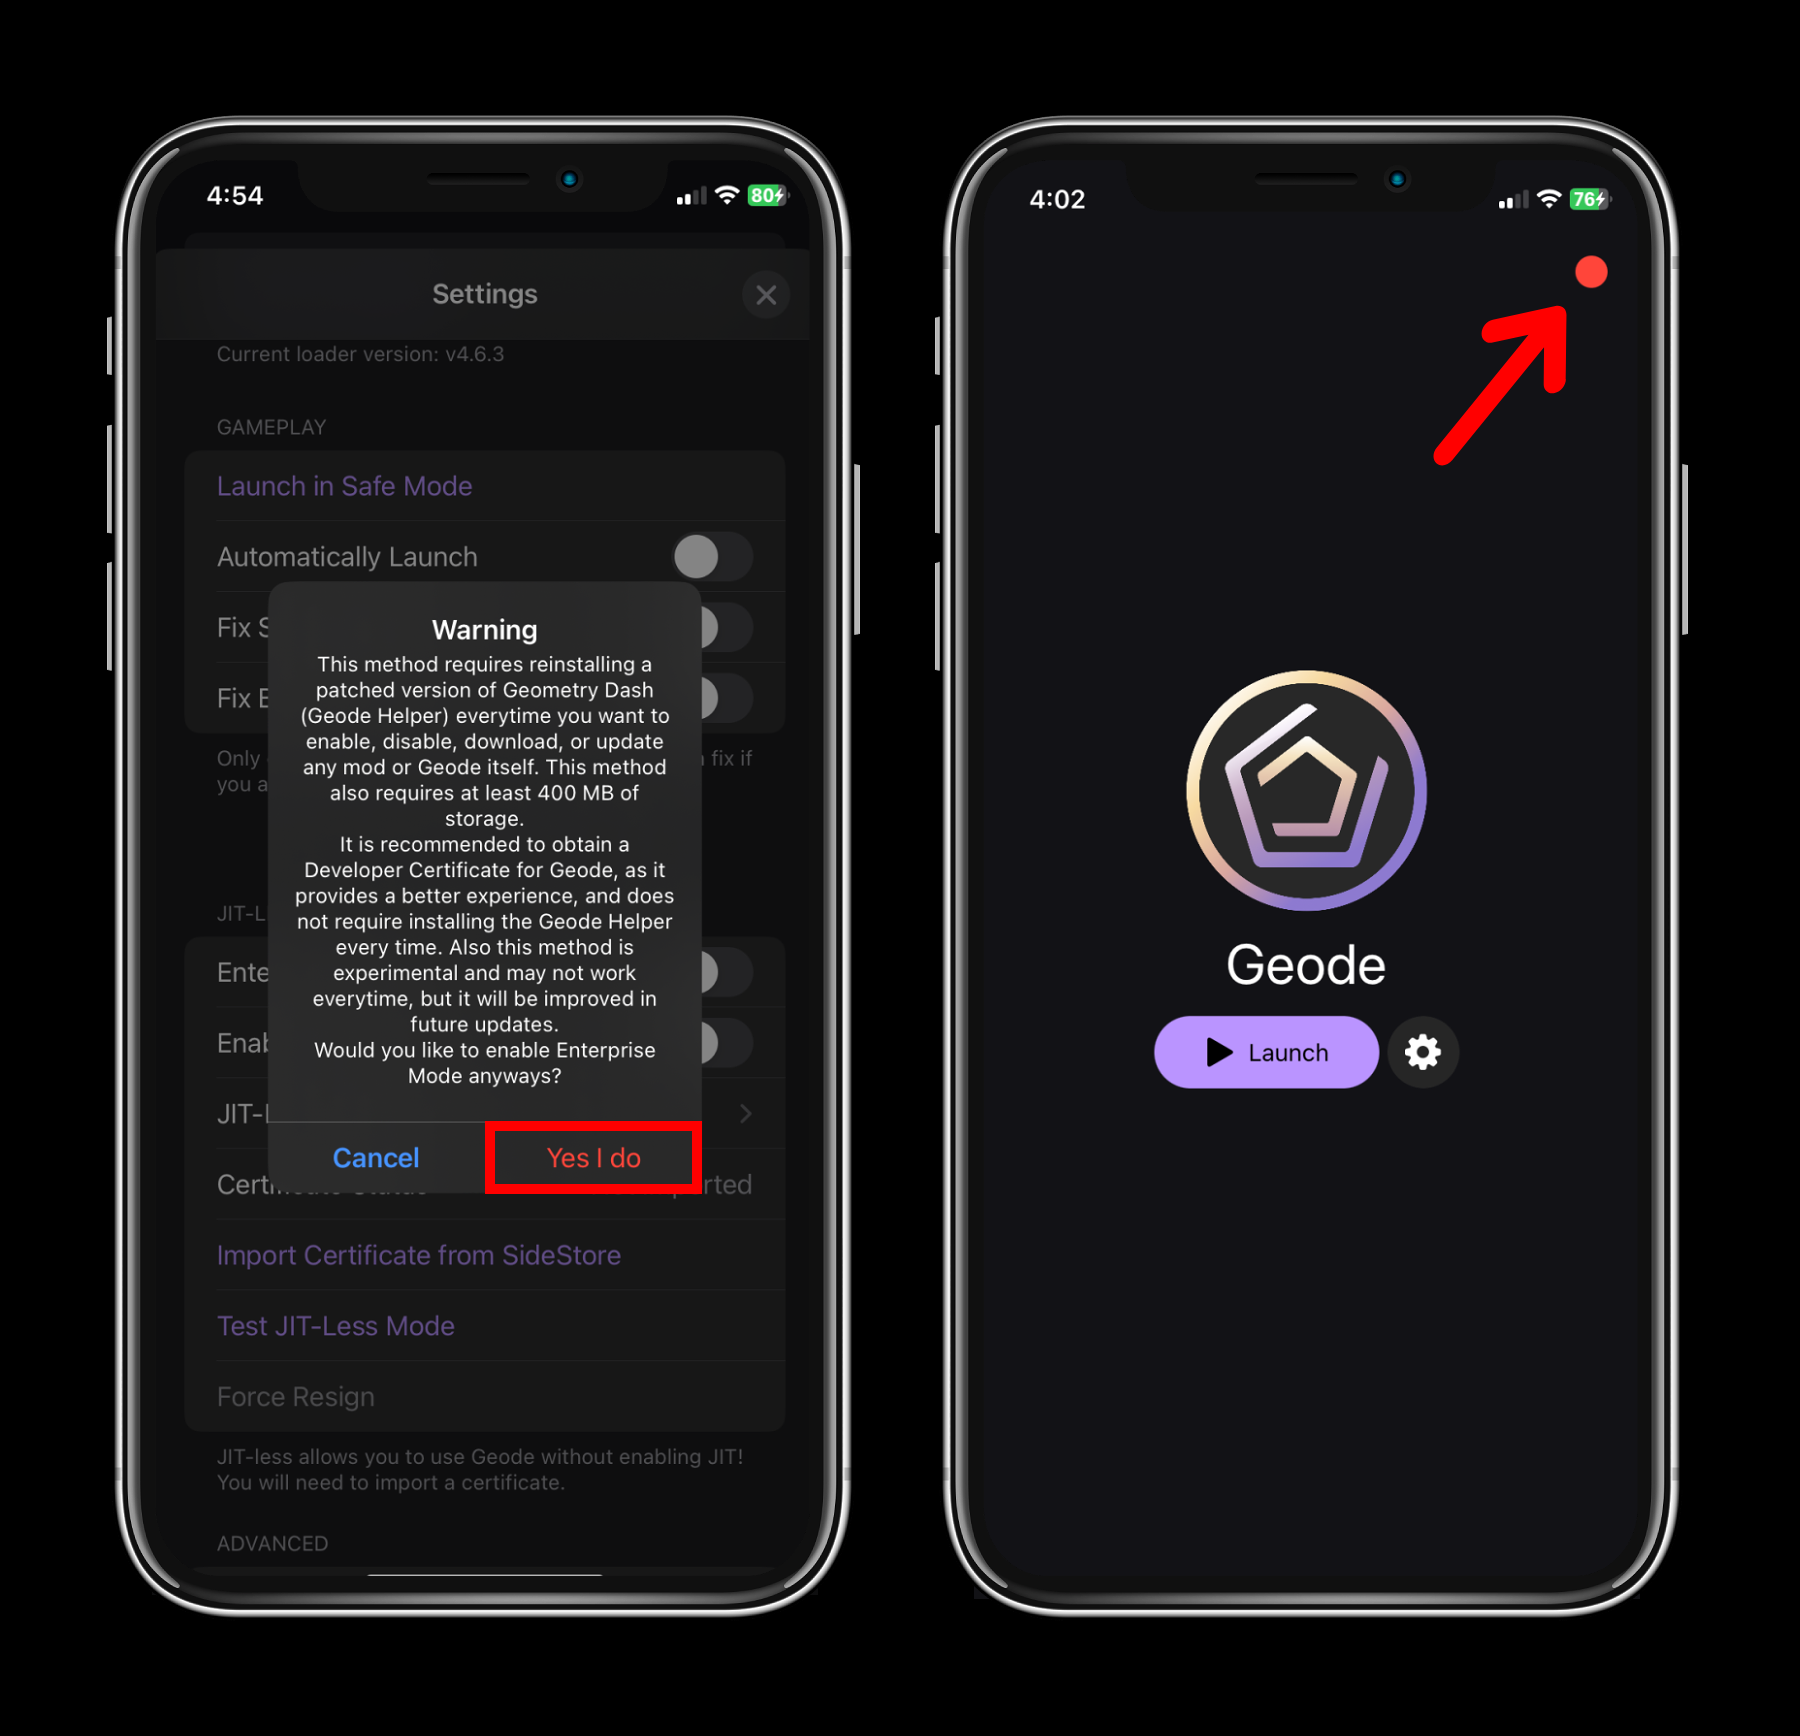 4:54
80
Settings
Current loader version: v4.6.3
GAMEPLAY
Launch in Safe Mode
Automatically Launch
Fix
Fix
Only
fix if
you
Warning
This method requires reinstalling a
patched version of Geometry Dash
(Geode Helper) everytime you want to
enable, disable, download, or update
any mod or Geode itself. This method
also requires at least 400 MB of
storage.
It is recommended to obtain a
Developer Certificate for Geode, as it
provides a better experience, and does
not require installing the Geode Helper
every time. Also this method is
experimental and may not work
everytime, but it will be improved in
future updates.
Would you like to enable Enterprise
Mode anyways?
Cancel
Yes I do
JIT-L
Ente
Enab
JIT-L
Certificate Status
Import Certificate from SideStore
Test JIT-Less Mode
Force Resign
JIT-less allows you to use Geode without enabling JIT!
You will need to import a certificate.
ADVANCED
4:02
76
Geode
Launch